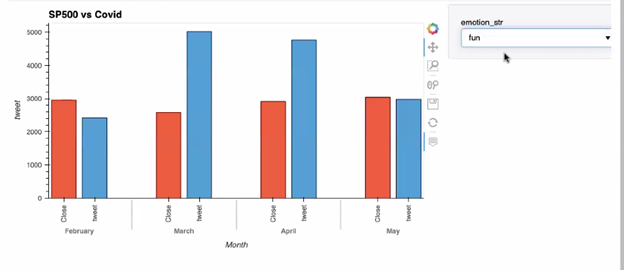 SP500 vs Covid
emotion_str
fun
5000
4000
3000
2000
1000
0
tweet
Close
tweet
Close
tweet
Close
tweet
Close
tweet
February
March
April
May
Month